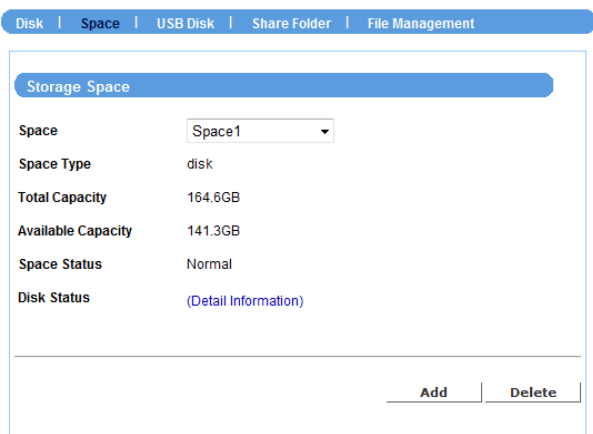 Disk | Space | USB Disk | Share Folder | File Management
Storage Space
Space Space1
Space Type disk
Total Capacity 164.6GB
Available Capacity 141.3GB
Space Status Normal
Disk Status (Detail Information)
Add Delete